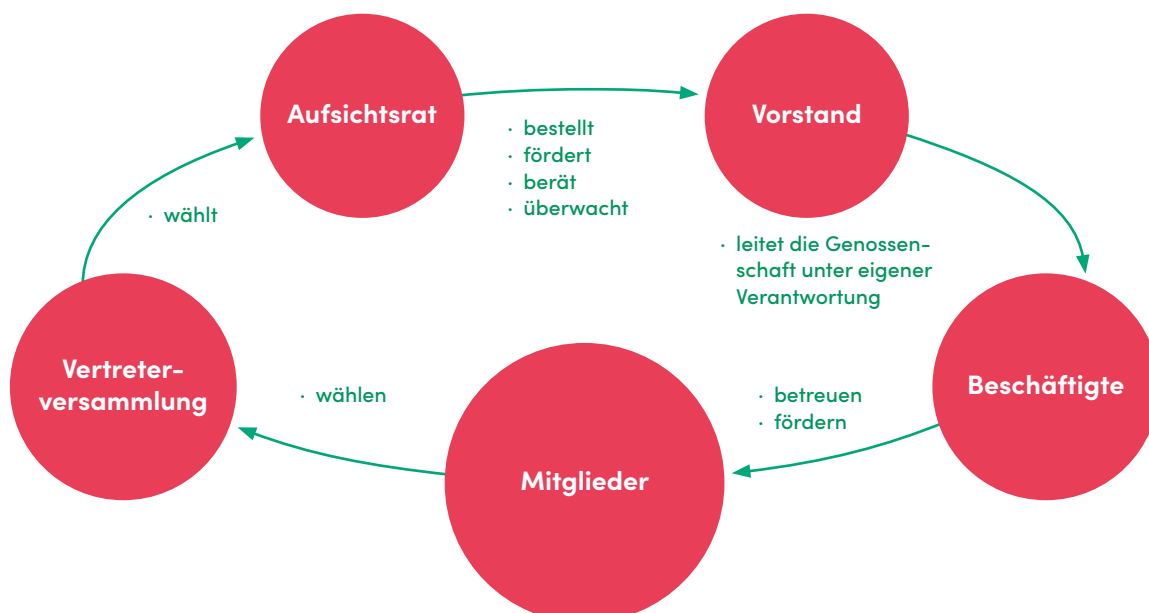 Aufsichtsrat
Vorstand
· bestellt
· fördert
· berät
· überwacht
· wählt
· leitet die Genossen-
schaft unter eigener
Verantwortung
Vertreter-
versammlung
· wählen
· betreuen
· fördern
Beschäftigte
Mitglieder